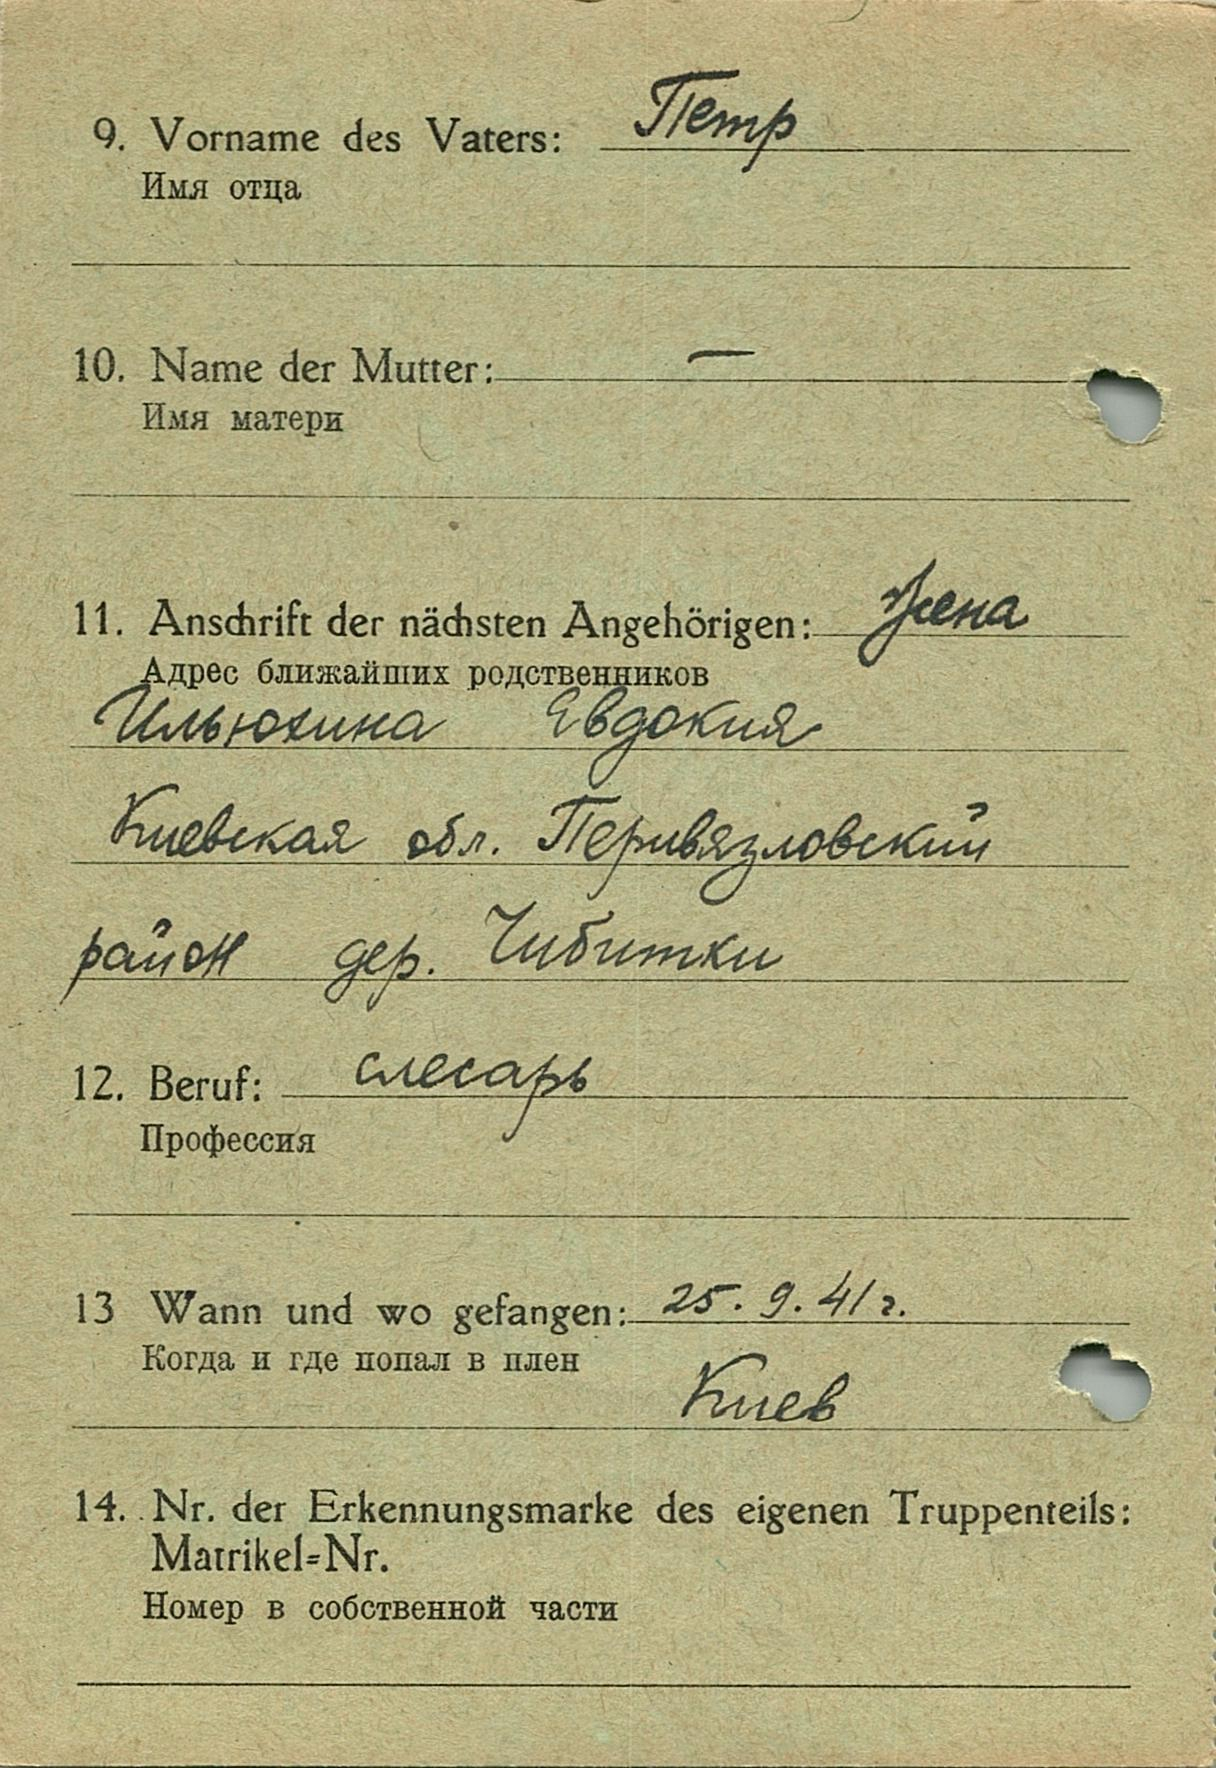 9. Vorname des Vaters: Петр
Имя отца
10. Name der Mutter: —
Имя матери
11. Anschrift der nächsten Angehörigen: жена
Адрес ближайших родственников
Ильюхина Евдокия
Киевская обл. Перивязловский
район дер. Чибитки
12. Beruf: слесарь
Профессия
13 Wann und wo gefangen: 25. 9. 41 г.
Когда и где попал в плен
Киев
14. Nr. der Erkennungsmarke des eigenen Truppenteils:
Matrikel=Nr.
Номер в собственной части